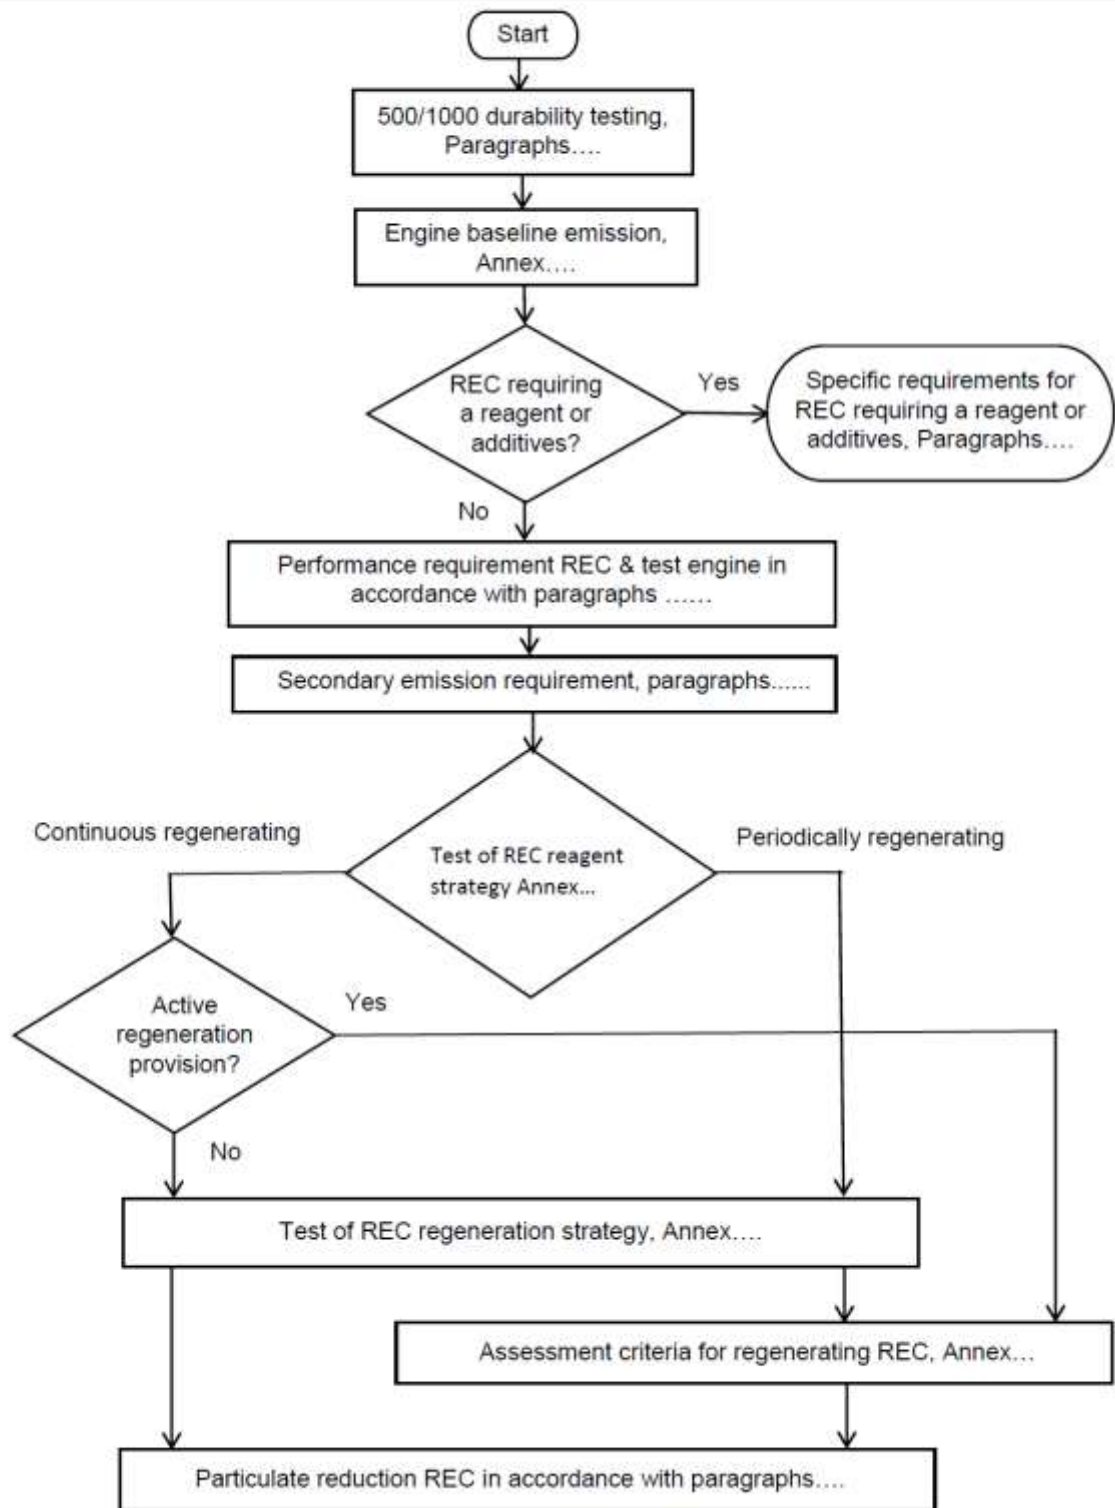 Start
500/1000 durability testing,
Paragraphs....
Engine baseline emission,
Annex....
REC requiring
a reagent or
additives?
Yes
Specific requirements for
REC requiring a reagent or
additives, Paragraphs....
No
Performance requirement REC & test engine in
accordance with paragraphs ......
Secondary emission requirement, paragraphs......
Continuous regenerating
Test of REC reagent
strategy Annex...
Periodically regenerating
Active
regeneration
provision?
Yes
No
Test of REC regeneration strategy, Annex....
Assessment criteria for regenerating REC, Annex...
Particulate reduction REC in accordance with paragraphs....